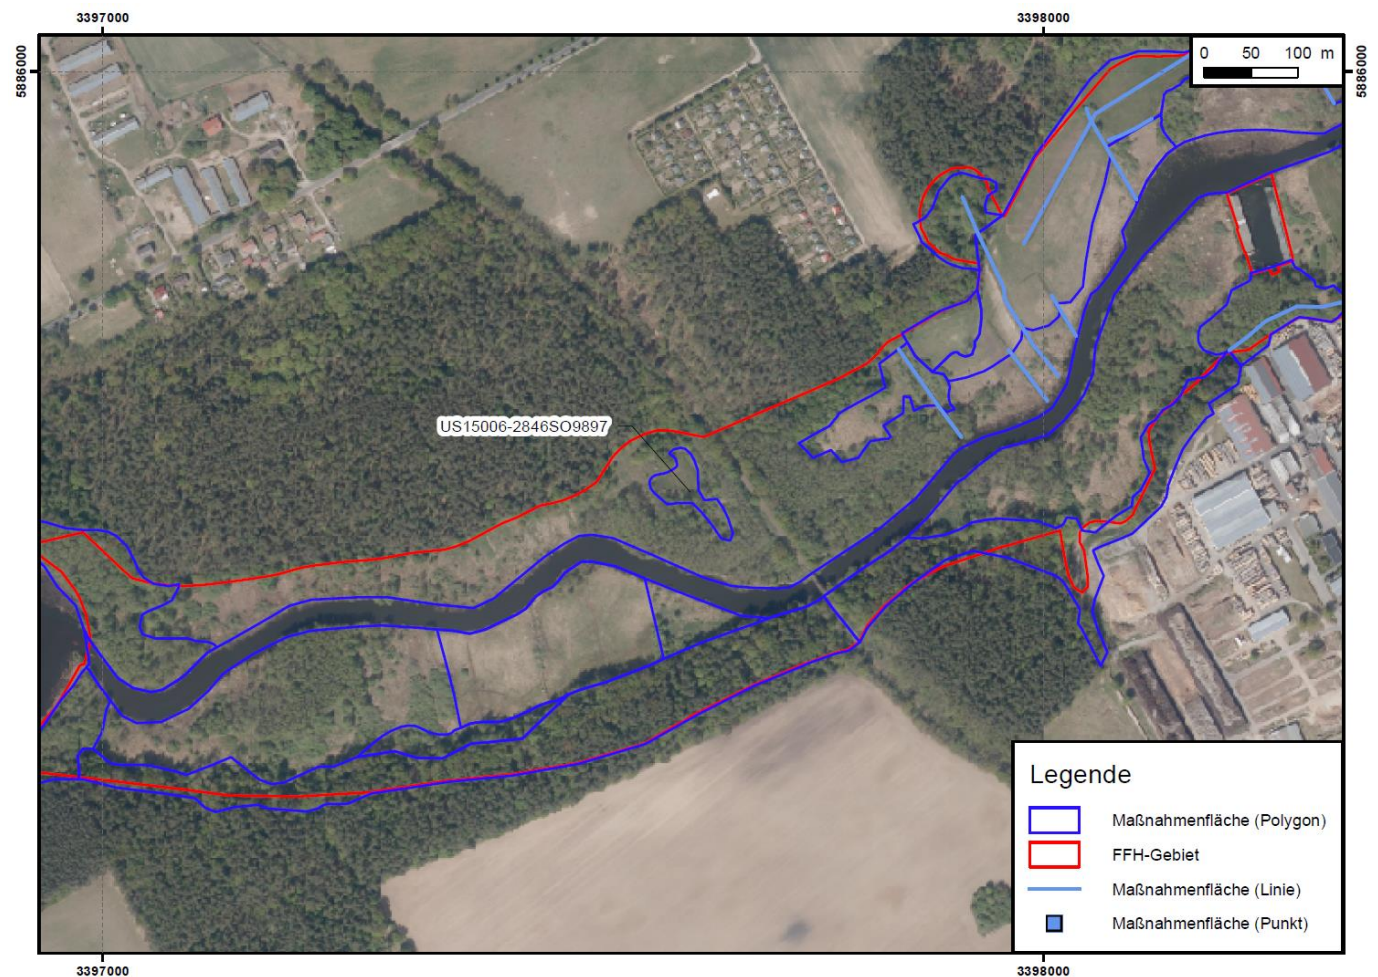 3397000
3398000
5886000
5886000
0 50 100 m
US15006-2846SO9897
Legende
Maßnahmenfläche (Polygon)
FFH-Gebiet
Maßnahmenfläche (Linie)
Maßnahmenfläche (Punkt)
3397000
3398000